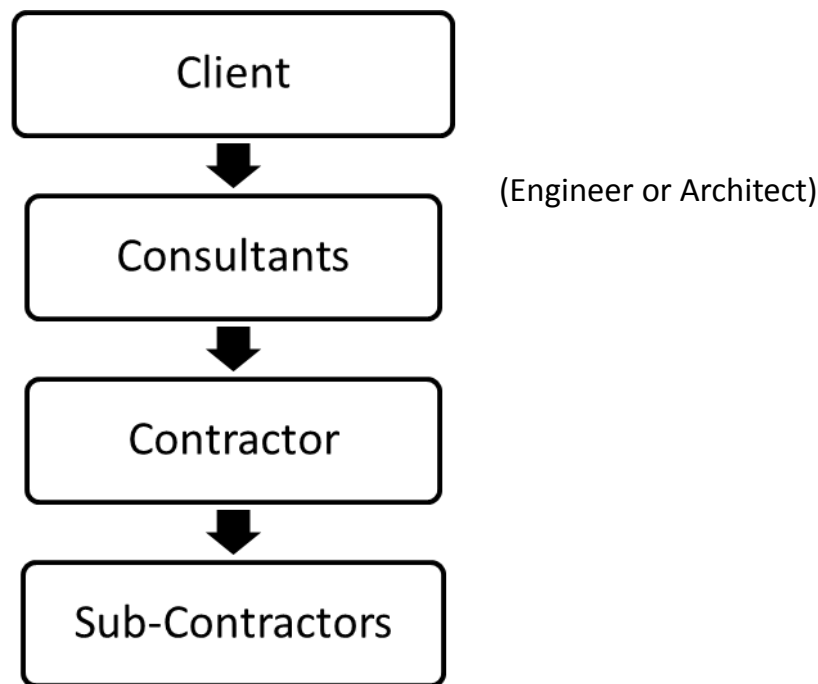 Client
(Engineer or Architect)
Consultants
Contractor
Sub-Contractors